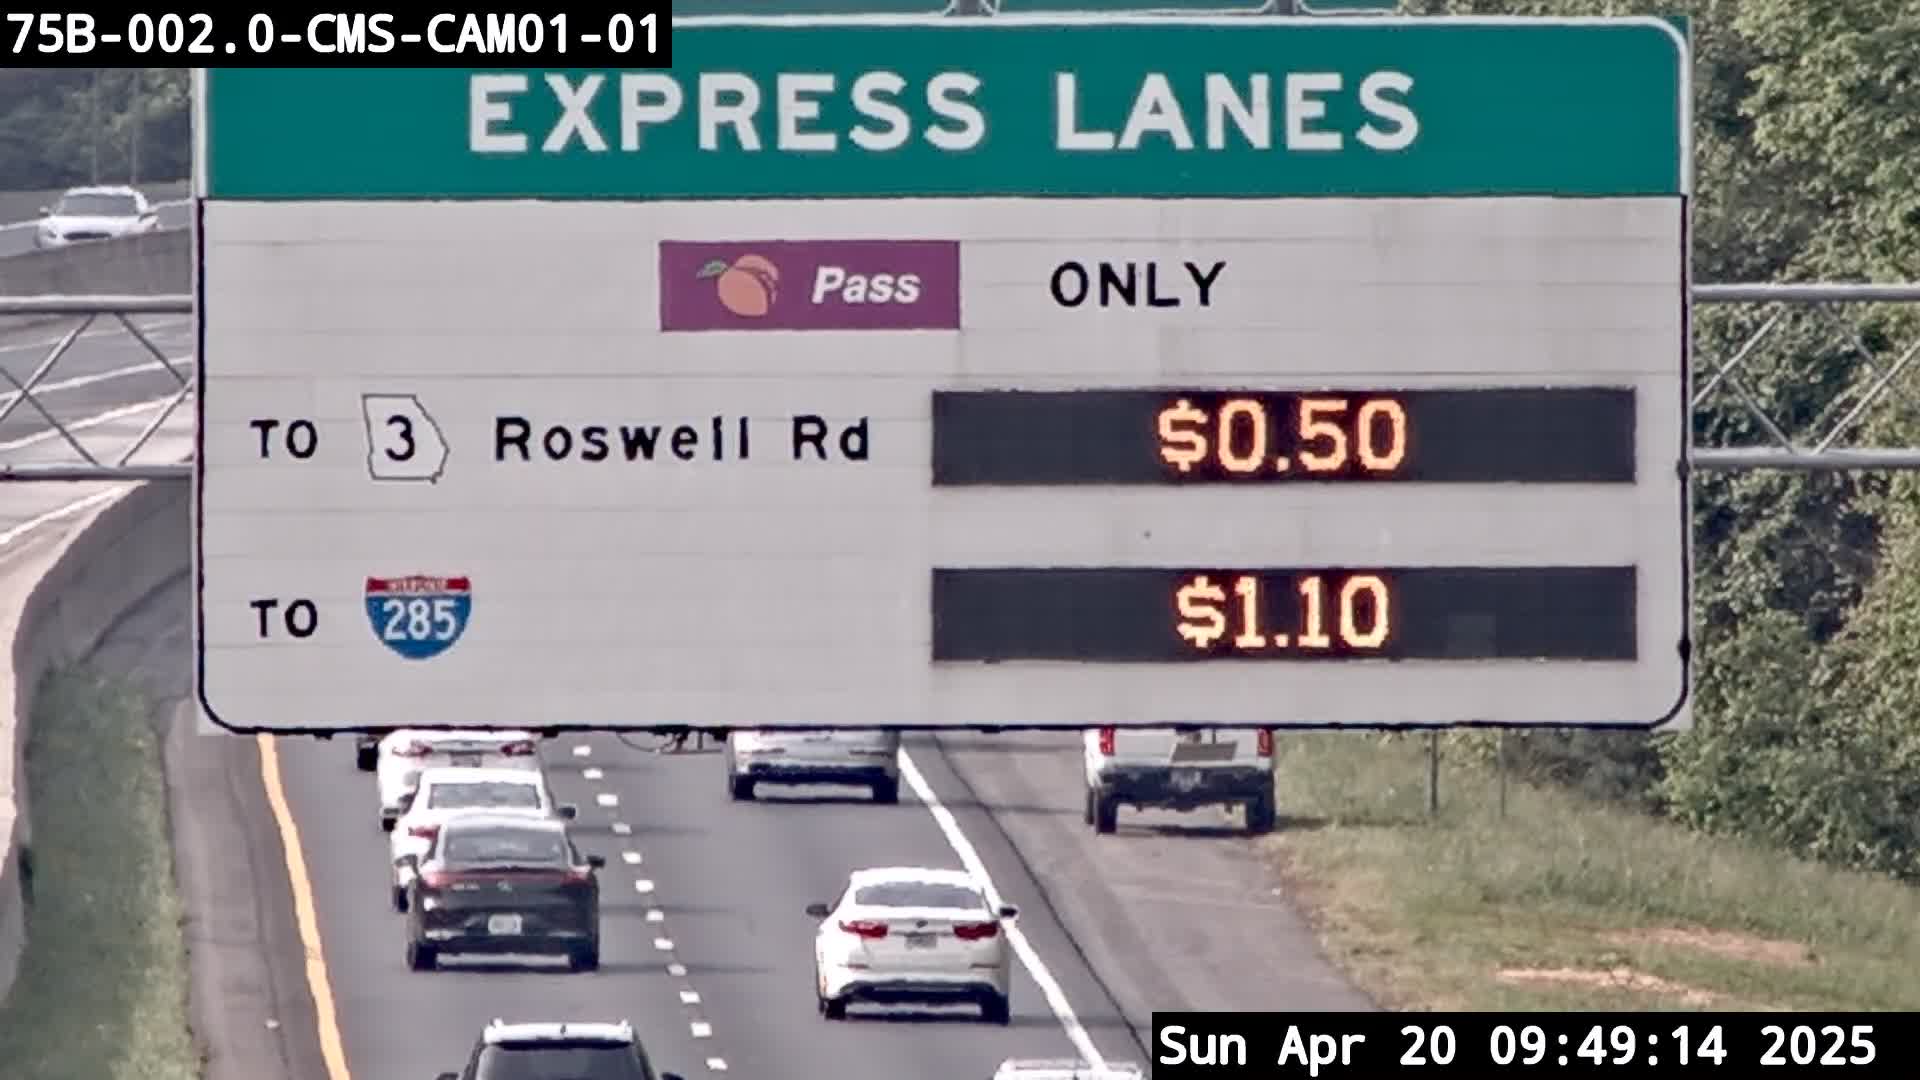 75B-002.0-CMS-CAM01-01
EXPRESS LANES
Pass ONLY
TO 3 Roswell Rd $0.50
TO 285 $1.10
Sun Apr 20 09:49:14 2025